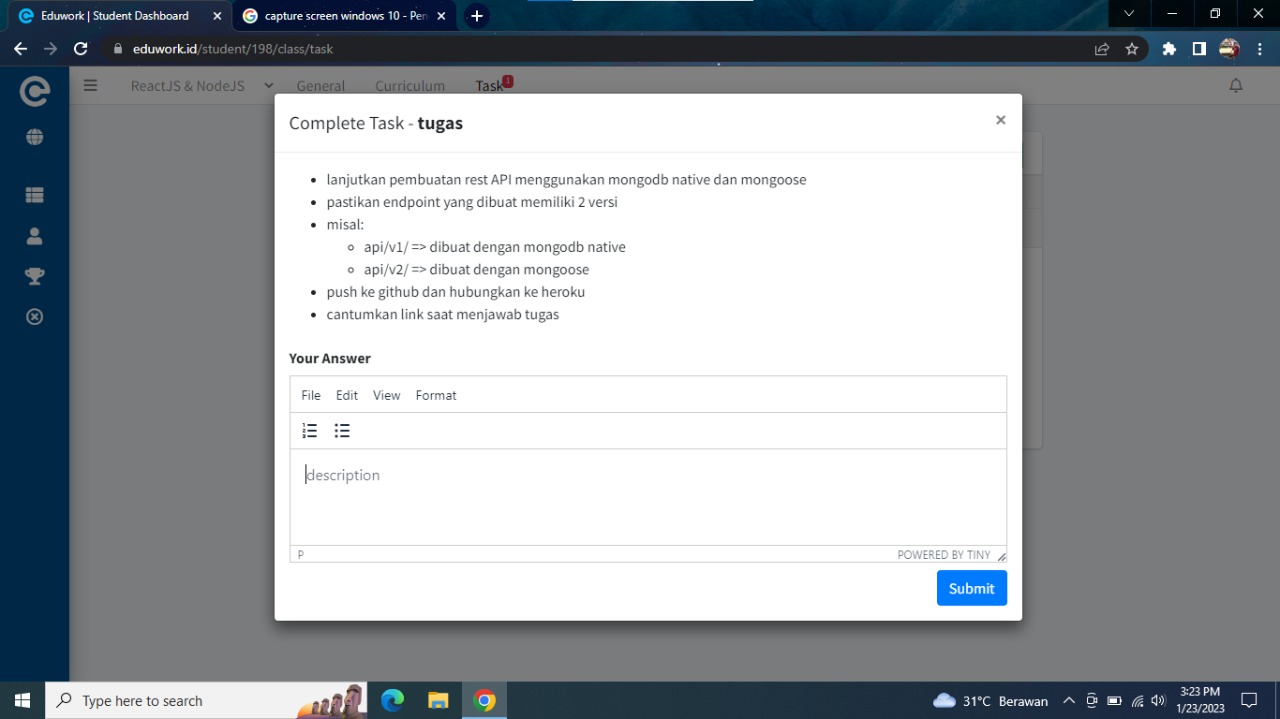 Eduwork | Student Dashboard
capture screen windows 10 - Pen
eduwork.id/student/198/class/task
ReactJS & NodeJS
General
Curriculum
Task
1
Complete Task - tugas
lanjutkan pembuatan rest API menggunakan mongodb native dan mongoose
pastikan endpoint yang dibuat memiliki 2 versi
misal:
api/v1/ => dibuat dengan mongodb native
api/v2/ => dibuat dengan mongoose
push ke github dan hubungkan ke heroku
cantumkan link saat menjawab tugas
Your Answer
File Edit View Format
description
P
POWERED BY TINY
Submit
Type here to search
31°C Berawan
3:23 PM
1/23/2023